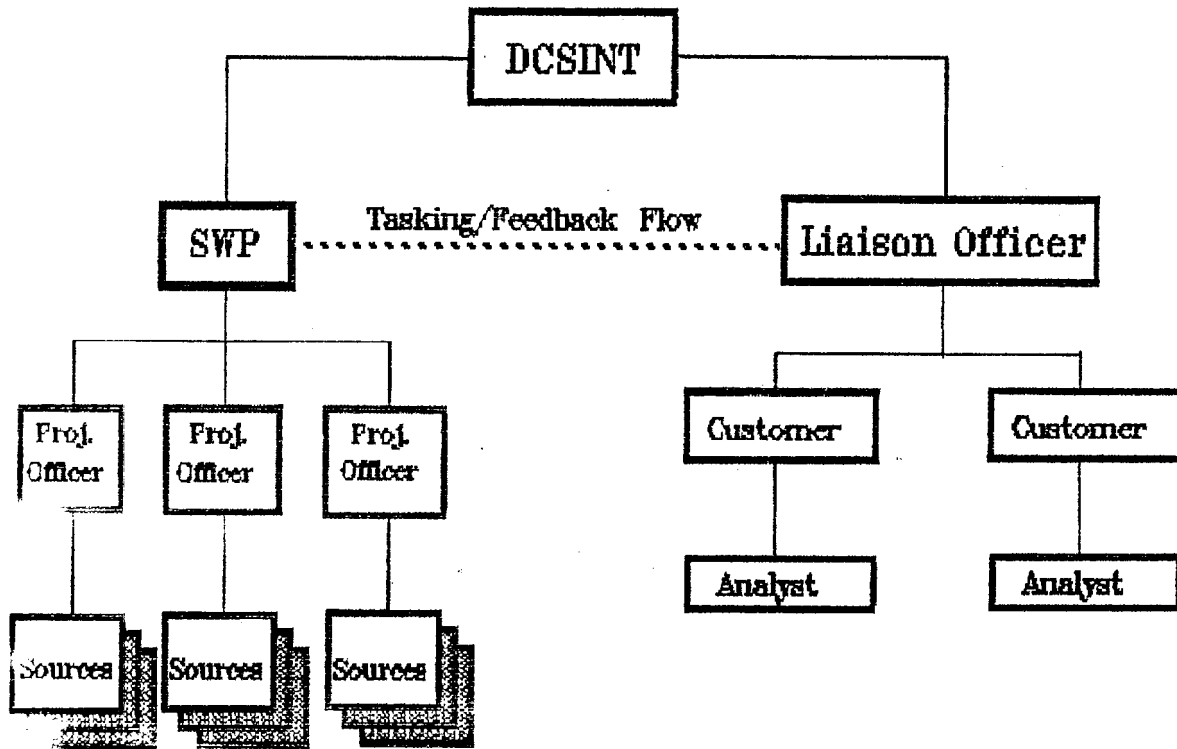 DCSINT
SWP
Tasking/Feedback Flow
Liaison Officer
Proj.
Officer
Proj.
Officer
Proj.
Officer
Customer
Customer
Analyst
Analyst
Sources
Sources
Sources